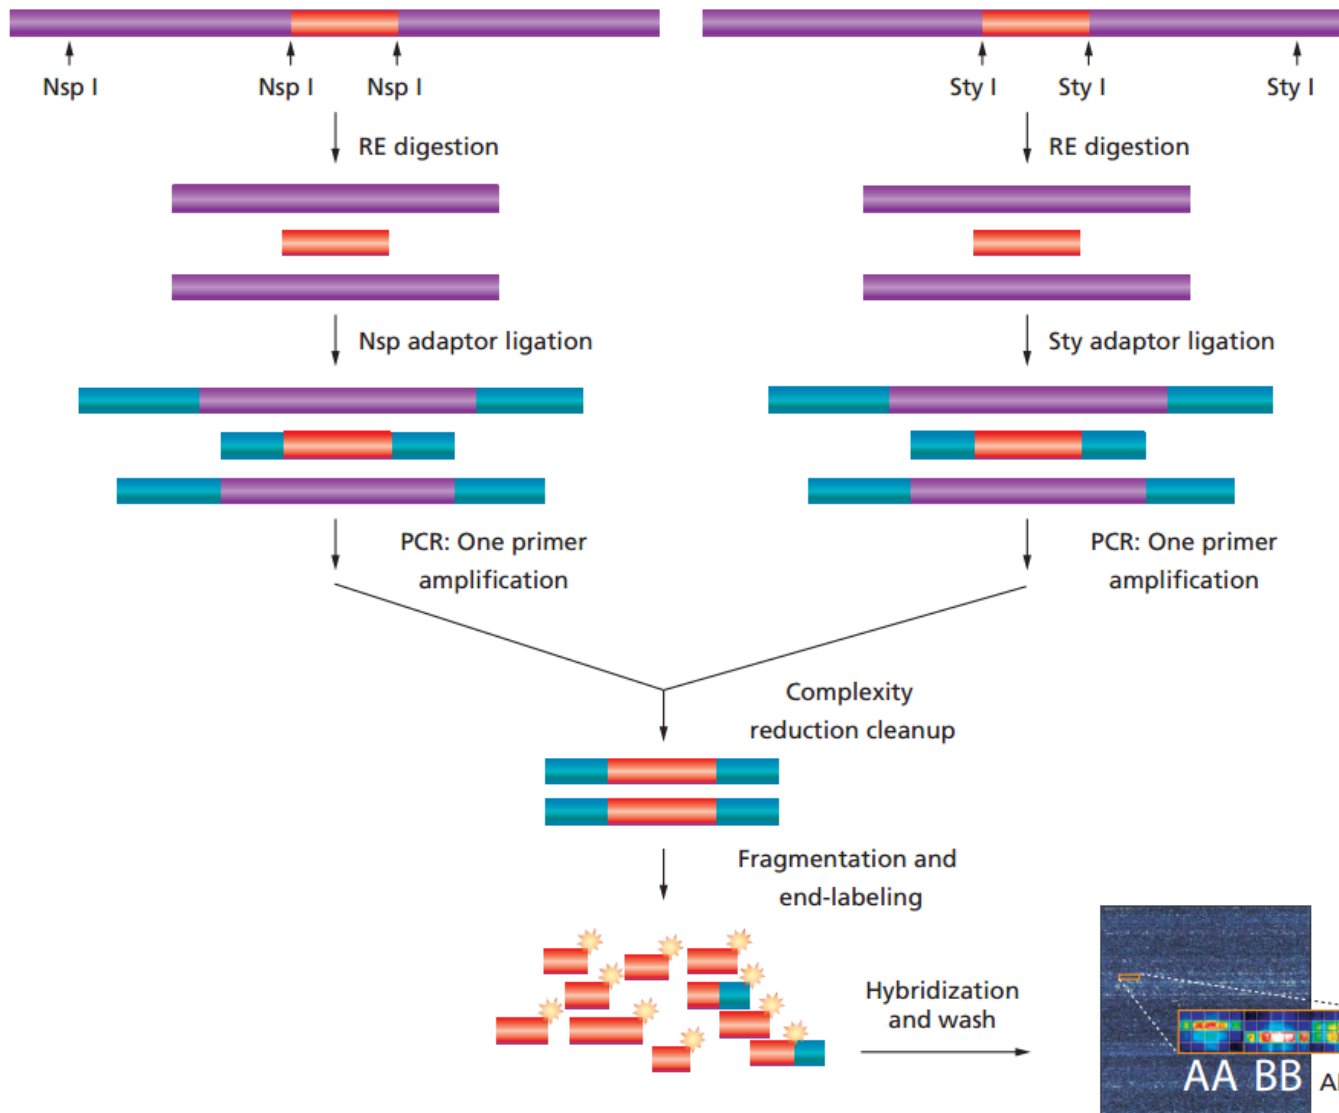 Nsp I
Nsp I
Nsp I
Sty I
Sty I
Sty I
RE digestion
RE digestion
Nsp adaptor ligation
Sty adaptor ligation
PCR: One primer
amplification
PCR: One primer
amplification
Complexity
reduction cleanup
Fragmentation and
end-labeling
Hybridization
and wash
AA BB